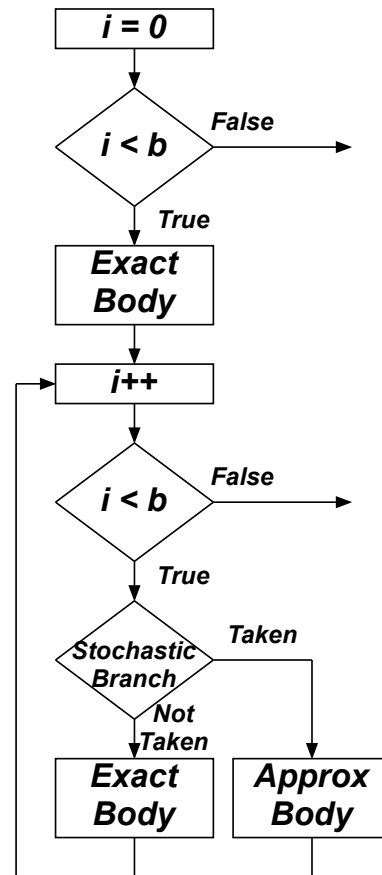 i = 0
i < b
False
True
Exact
Body
i++
i < b
False
True
Stochastic
Branch
Taken
Not
Taken
Exact
Body
Approx
Body